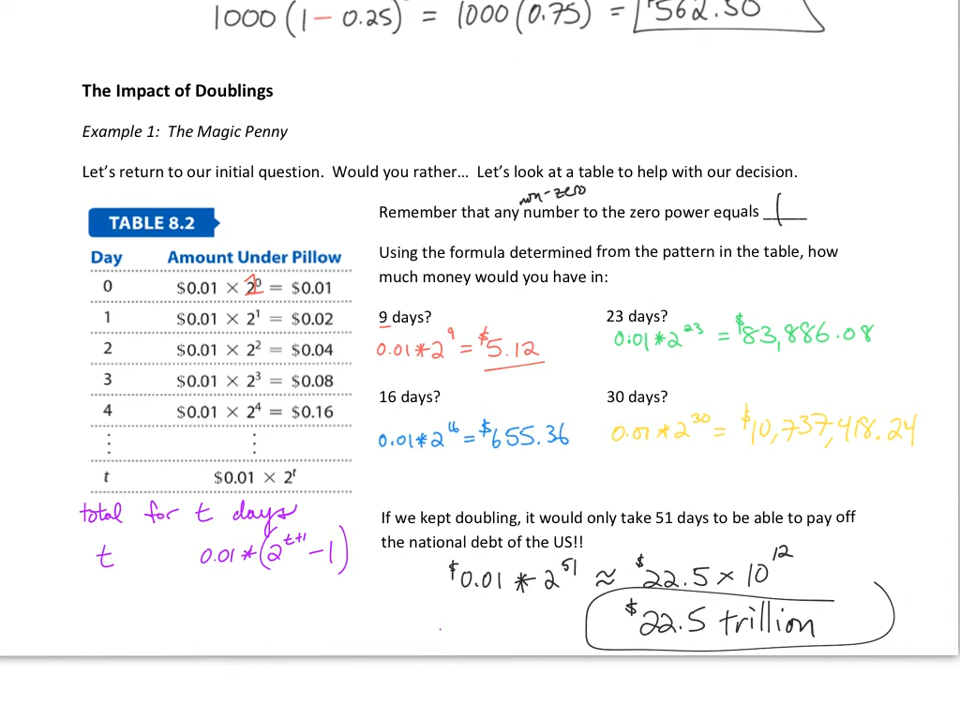 1000 (1 - 0.25) = 1000 (0.75) = $562.50
The Impact of Doublings
Example 1: The Magic Penny
Let's return to our initial question. Would you rather… Let's look at a table to help with our decision.
non-zero
Remember that any number to the zero power equals 1
TABLE 8.2
Day Amount Under Pillow
0 $0.01 × 2⁰ = $0.01
1 $0.01 × 2¹ = $0.02
2 $0.01 × 2² = $0.04
3 $0.01 × 2³ = $0.08
4 $0.01 × 2⁴ = $0.16
⋮ ⋮
t $0.01 × 2ᵗ
total for t days
t 0.01 * (2ᵗ⁺¹ - 1)
Using the formula determined from the pattern in the table, how
much money would you have in:
9 days?
0.01 * 2⁹ = $5.12
23 days?
0.01 * 2²³ = $83,886.08
16 days?
0.01 * 2¹⁶ = $655.36
30 days?
0.01 * 2³⁰ = $10,737,418.24
If we kept doubling, it would only take 51 days to be able to pay off
the national debt of the US!!
$0.01 * 2⁵¹ ≈ $22.5 × 10¹²
$22.5 trillion